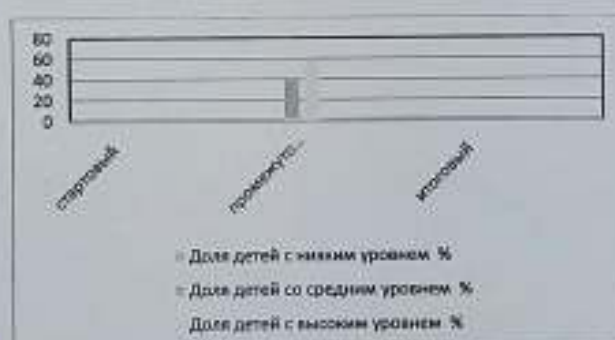 80
60
40
20
0
стартовый
промежуто...
итоговый
Доля детей с низким уровнем %
Доля детей со средним уровнем %
Доля детей с высоким уровнем %